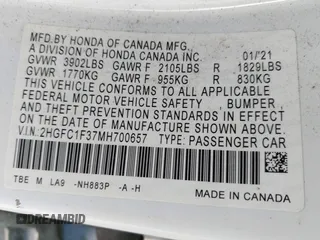 MFD.BY HONDA OF CANADA MFG.,
A DIVISION OF HONDA CANADA INC. 01/'21
GVWR 3902LBS GAWR F 2105LBS R 1829LBS
GVWR 1770KG GAWR F 955KG R 830KG
THIS VEHICLE CONFORMS TO ALL APPLICABLE
FEDERAL MOTOR VEHICLE SAFETY, BUMPER,
AND THEFT PREVENTION STANDARDS IN EFFECT
ON THE DATE OF MANUFACTURE SHOWN ABOVE.
V.I.N.:2HGFC1F37MH700657 TYPE: PASSENGER CAR
TBE M LA9 -NH883P -A -H
MADE IN CANADA
© AUTOBIDMD